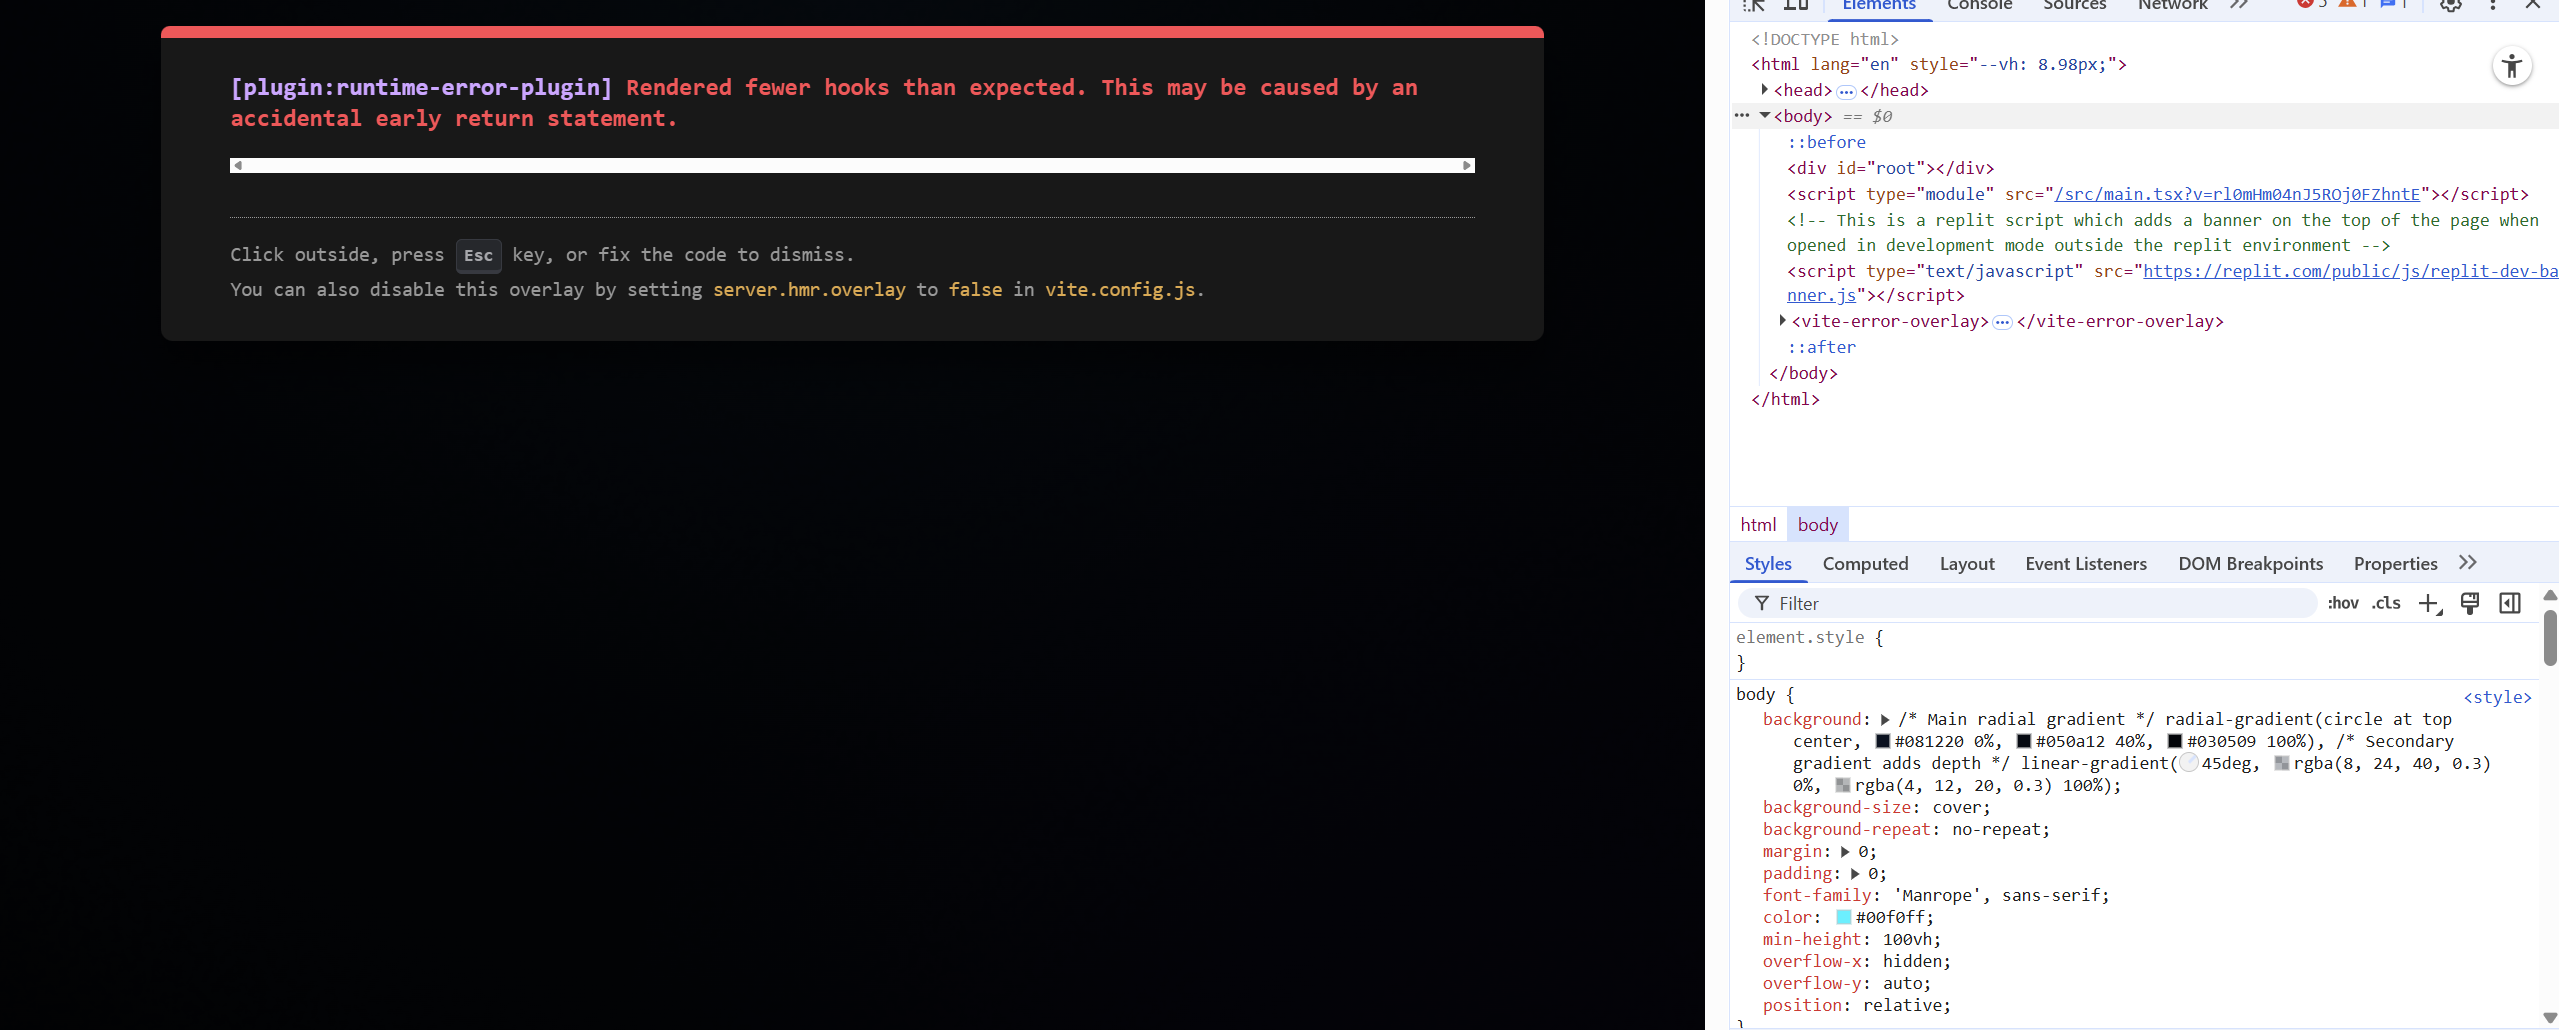 [plugin:runtime-error-plugin] Rendered fewer hooks than expected. This may be caused by an
accidental early return statement.
Click outside, press Esc key, or fix the code to dismiss.
You can also disable this overlay by setting server.hmr.overlay to false in vite.config.js.
Elements Console Sources Network
<!DOCTYPE html>
<html lang="en" style="--vh: 8.98px;">
<head> </head>
<body> == $0
::before
<div id="root"></div>
<script type="module" src="/src/main.tsx?v=rl0mHm04nJ5ROj0FZhntE"></script>
<!-- This is a replit script which adds a banner on the top of the page when
opened in development mode outside the replit environment -->
<script type="text/javascript" src="https://replit.com/public/js/replit-dev-ba
nner.js"></script>
<vite-error-overlay> </vite-error-overlay>
::after
</body>
</html>
html body
Styles Computed Layout Event Listeners DOM Breakpoints Properties
Filter :hov .cls
element.style {
}
body { <style>
background: /* Main radial gradient */ radial-gradient(circle at top
center, #081220 0%, #050a12 40%, #030509 100%), /* Secondary
gradient adds depth */ linear-gradient(45deg, rgba(8, 24, 40, 0.3)
0%, rgba(4, 12, 20, 0.3) 100%);
background-size: cover;
background-repeat: no-repeat;
margin: 0;
padding: 0;
font-family: 'Manrope', sans-serif;
color: #00f0ff;
min-height: 100vh;
overflow-x: hidden;
overflow-y: auto;
position: relative;
}